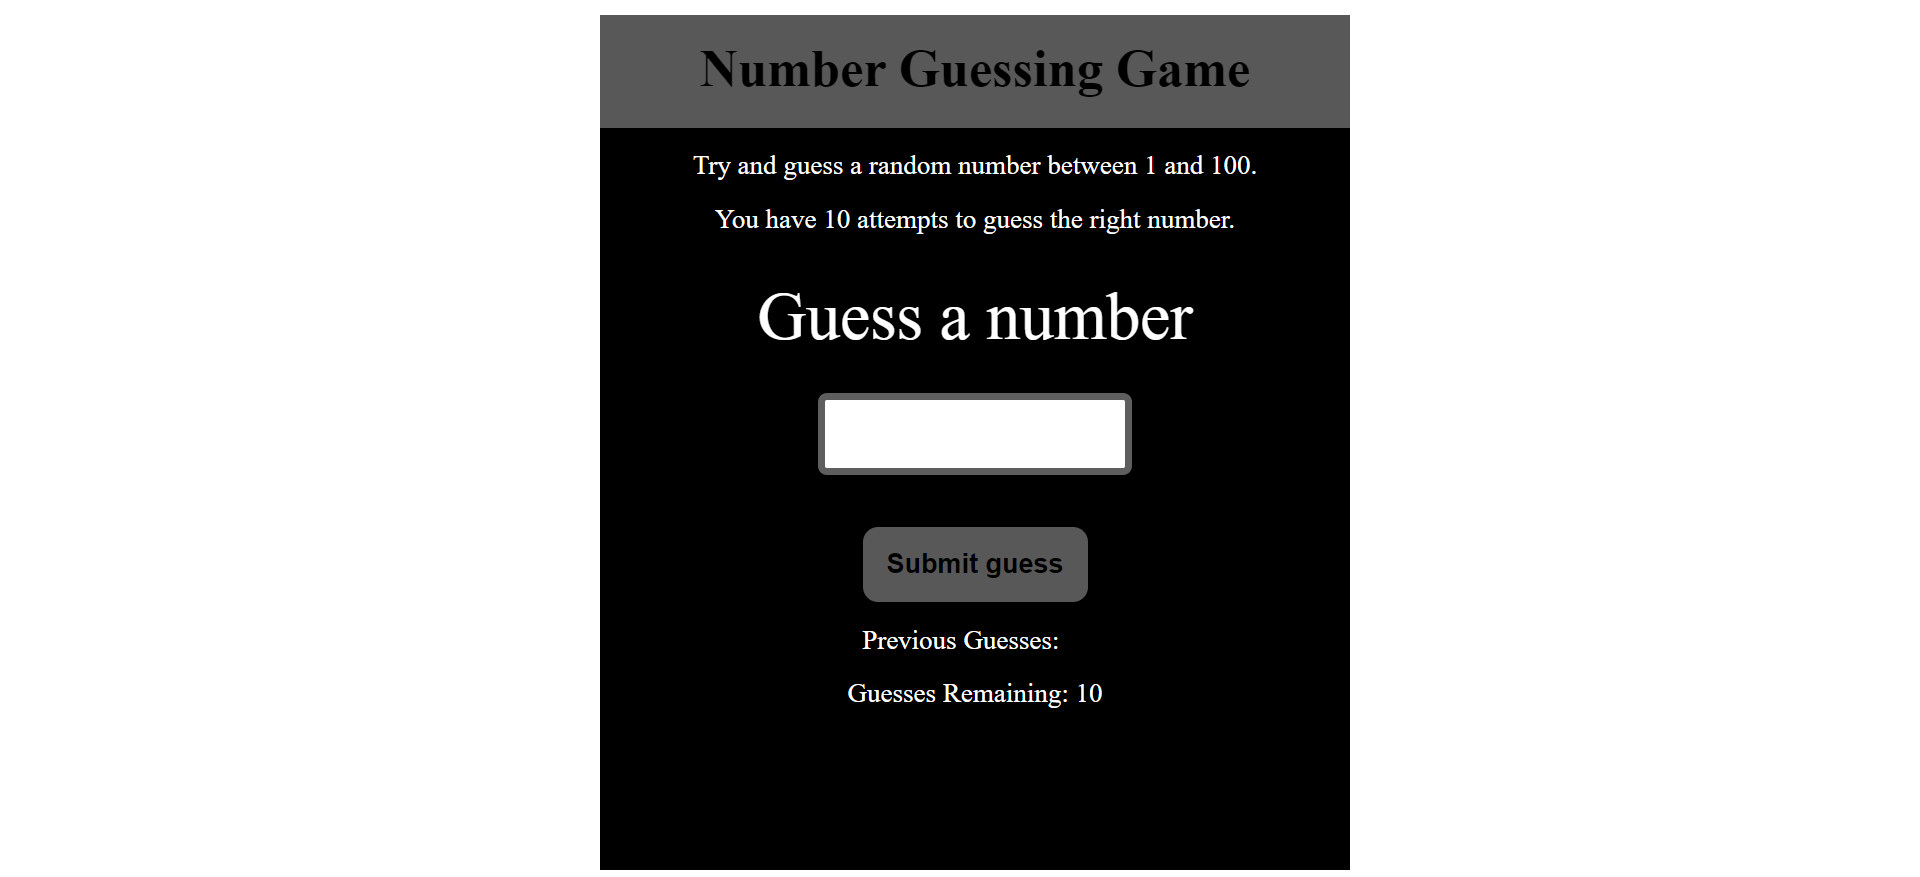 Number Guessing Game
Try and guess a random number between 1 and 100.
You have 10 attempts to guess the right number.
Guess a number
Submit guess
Previous Guesses:
Guesses Remaining: 10